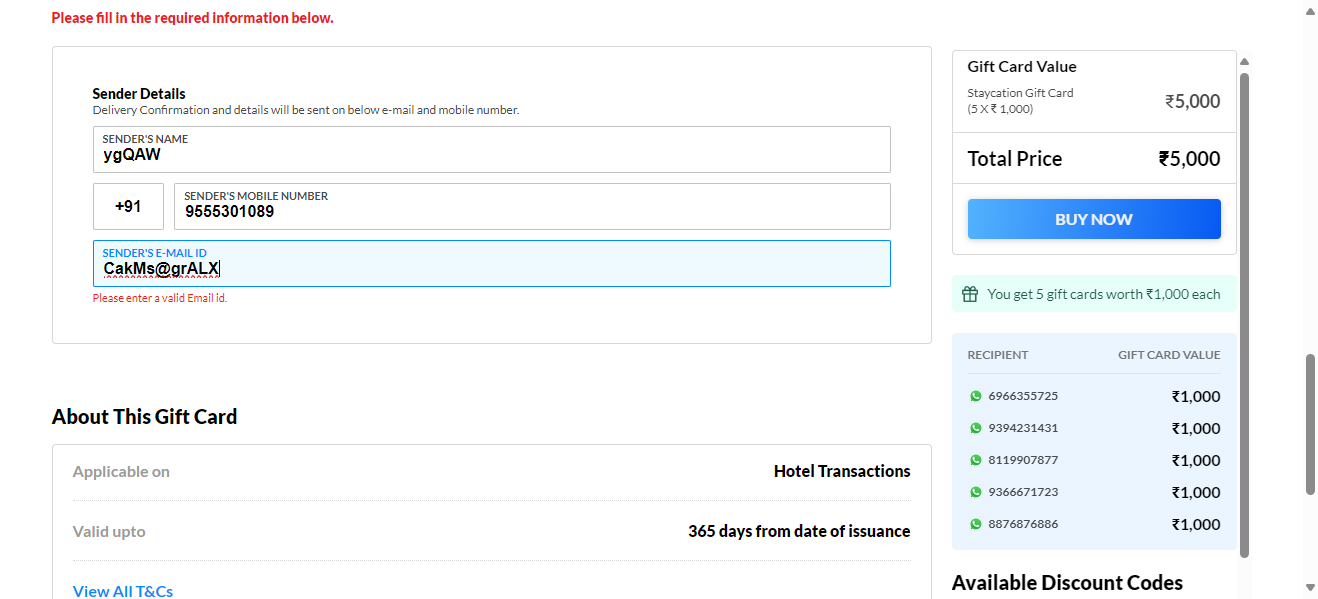 Please fill in the required information below.
Sender Details
Delivery Confirmation and details will be sent on below e-mail and mobile number.
SENDER'S NAME
ygQAW
+91
SENDER'S MOBILE NUMBER
9555301089
SENDER'S E-MAIL ID
CakMs@grALX
Please enter a valid Email id.
About This Gift Card
Applicable on Hotel Transactions
Valid upto 365 days from date of issuance
View All T&Cs
Gift Card Value
Staycation Gift Card
(5 X ₹ 1,000) ₹5,000
Total Price ₹5,000
BUY NOW
You get 5 gift cards worth ₹1,000 each
RECIPIENT GIFT CARD VALUE
6966355725 ₹1,000
9394231431 ₹1,000
8119907877 ₹1,000
9366671723 ₹1,000
8876876886 ₹1,000
Available Discount Codes